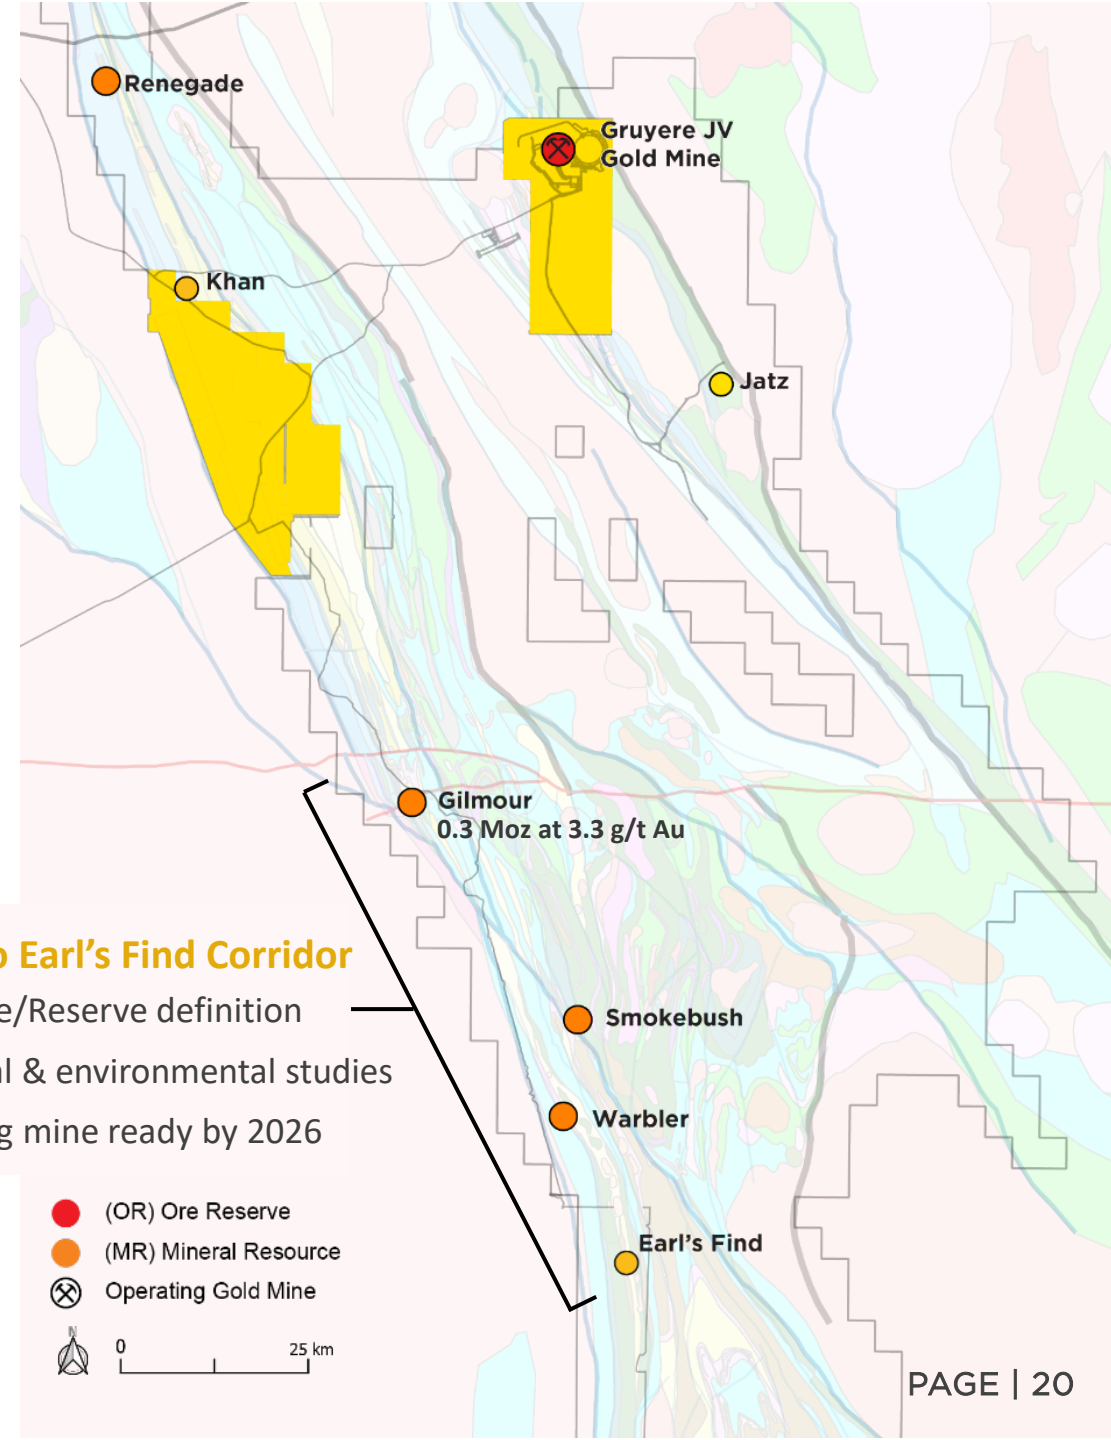 Renegade
Gruyere JV
Gold Mine
Khan
Jatz
Gilmour
0.3 Moz at 3.3 g/t Au
Earl's Find Corridor
/Reserve definition
& environmental studies
mine ready by 2026
Smokebush
Warbler
Earl's Find
(OR) Ore Reserve
(MR) Mineral Resource
Operating Gold Mine
N
0 25 km
PAGE | 20